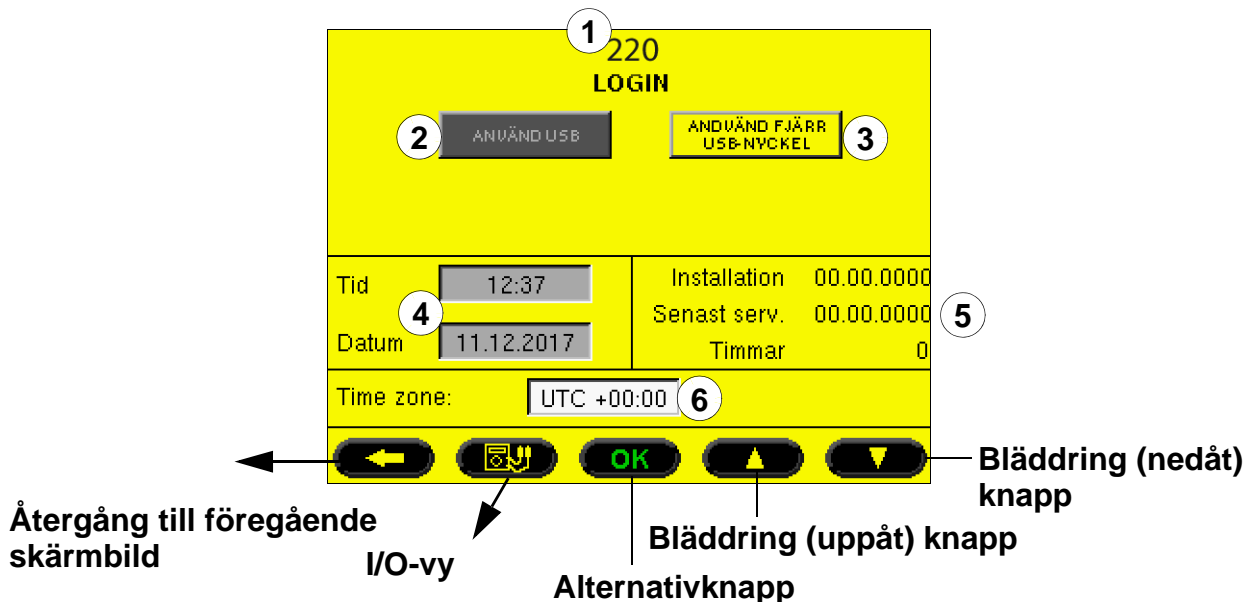 1
220
LOGIN
2
ANVÄND USB
ANDVÄND FJÄRR
USB-NYCKEL
3
Tid
12:37
4
Datum
11.12.2017
Installation 00.00.0000
Senast serv. 00.00.0000
Timmar 0
5
Time zone:
UTC +00:00
6
OK
Bläddring (nedåt)
knapp
Återgång till föregående
skärmbild
I/O-vy
Bläddring (uppåt) knapp
Alternativknapp